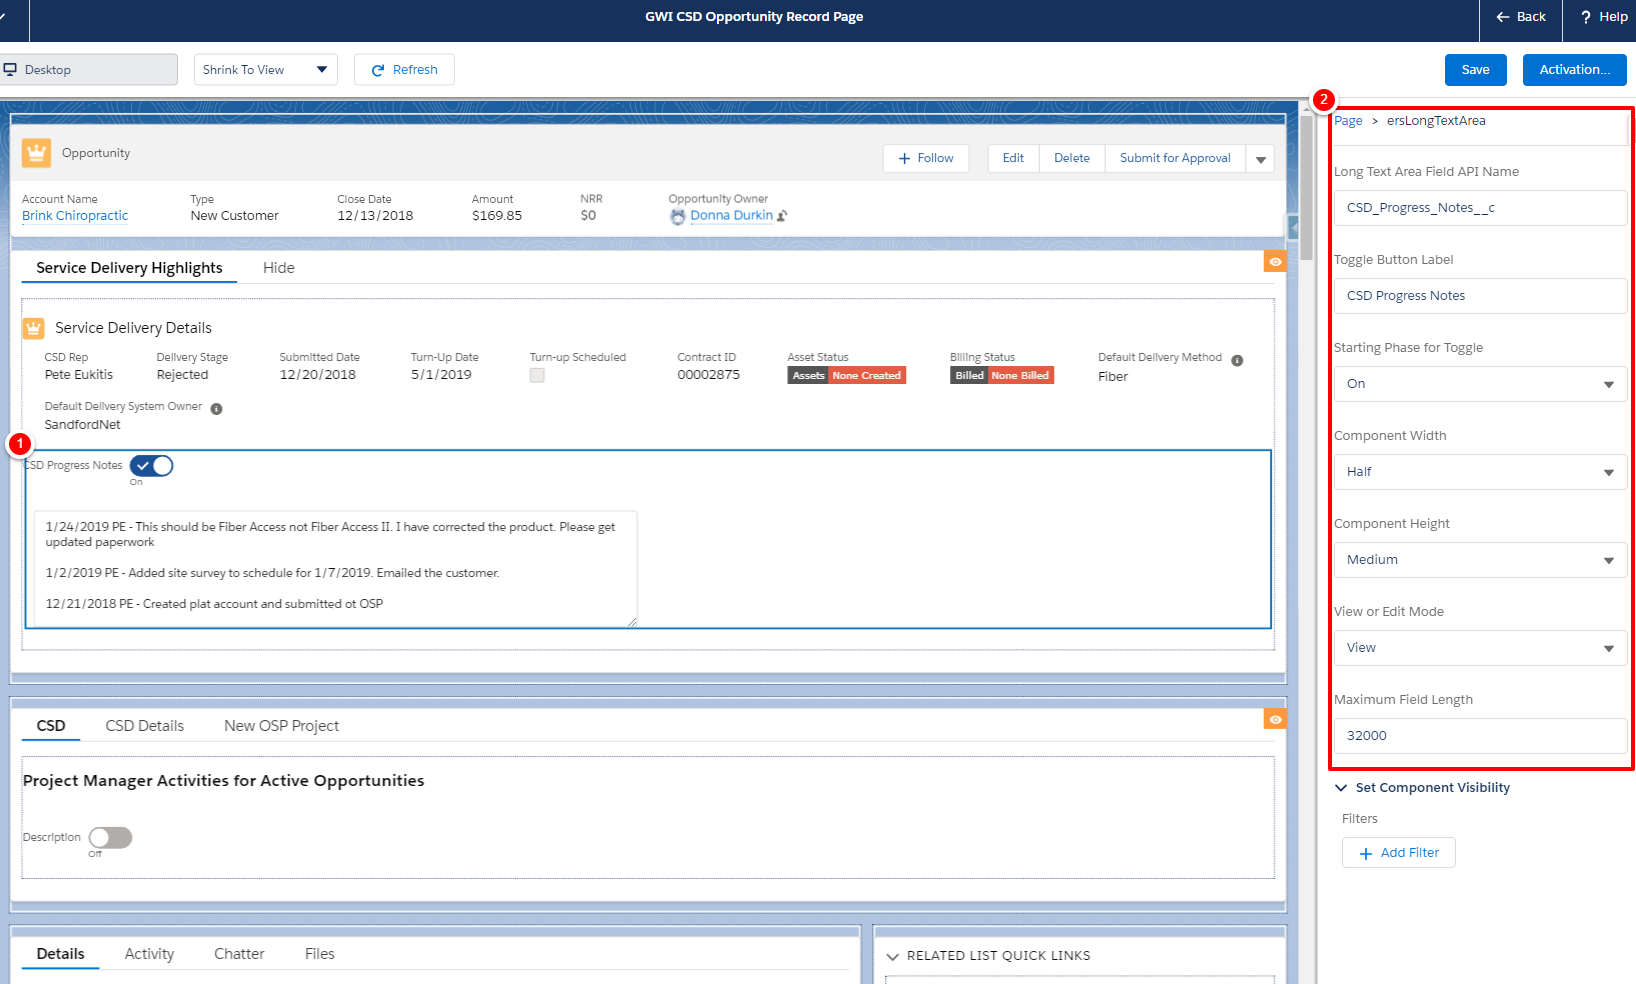 GWI CSD Opportunity Record Page
Back
? Help
Desktop
Shrink To View
Refresh
Save
Activation...
2
Page > ersLongTextArea
Opportunity
+ Follow
Edit
Delete
Submit for Approval
Account Name
Brink Chiropractic
Type
New Customer
Close Date
12/13/2018
Amount
$169.85
NRR
$0
Opportunity Owner
Donna Durkin
Service Delivery Highlights
Hide
Service Delivery Details
CSD Rep
Pete Eukitis
Delivery Stage
Rejected
Submitted Date
12/20/2018
Turn-Up Date
5/1/2019
Turn-up Scheduled
Contract ID
00002875
Asset Status
Assets None Created
Billing Status
Billed None Billed
Default Delivery Method
Fiber
Default Delivery System Owner
SandfordNet
1
CSD Progress Notes
On
1/24/2019 PE - This should be Fiber Access not Fiber Access II. I have corrected the product. Please get
updated paperwork
1/2/2019 PE - Added site survey to schedule for 1/7/2019. Emailed the customer.
12/21/2018 PE - Created plat account and submitted ot OSP
CSD
CSD Details
New OSP Project
Project Manager Activities for Active Opportunities
Description
Off
Details
Activity
Chatter
Files
RELATED LIST QUICK LINKS
Long Text Area Field API Name
CSD_Progress_Notes__c
Toggle Button Label
CSD Progress Notes
Starting Phase for Toggle
On
Component Width
Half
Component Height
Medium
View or Edit Mode
View
Maximum Field Length
32000
Set Component Visibility
Filters
+ Add Filter